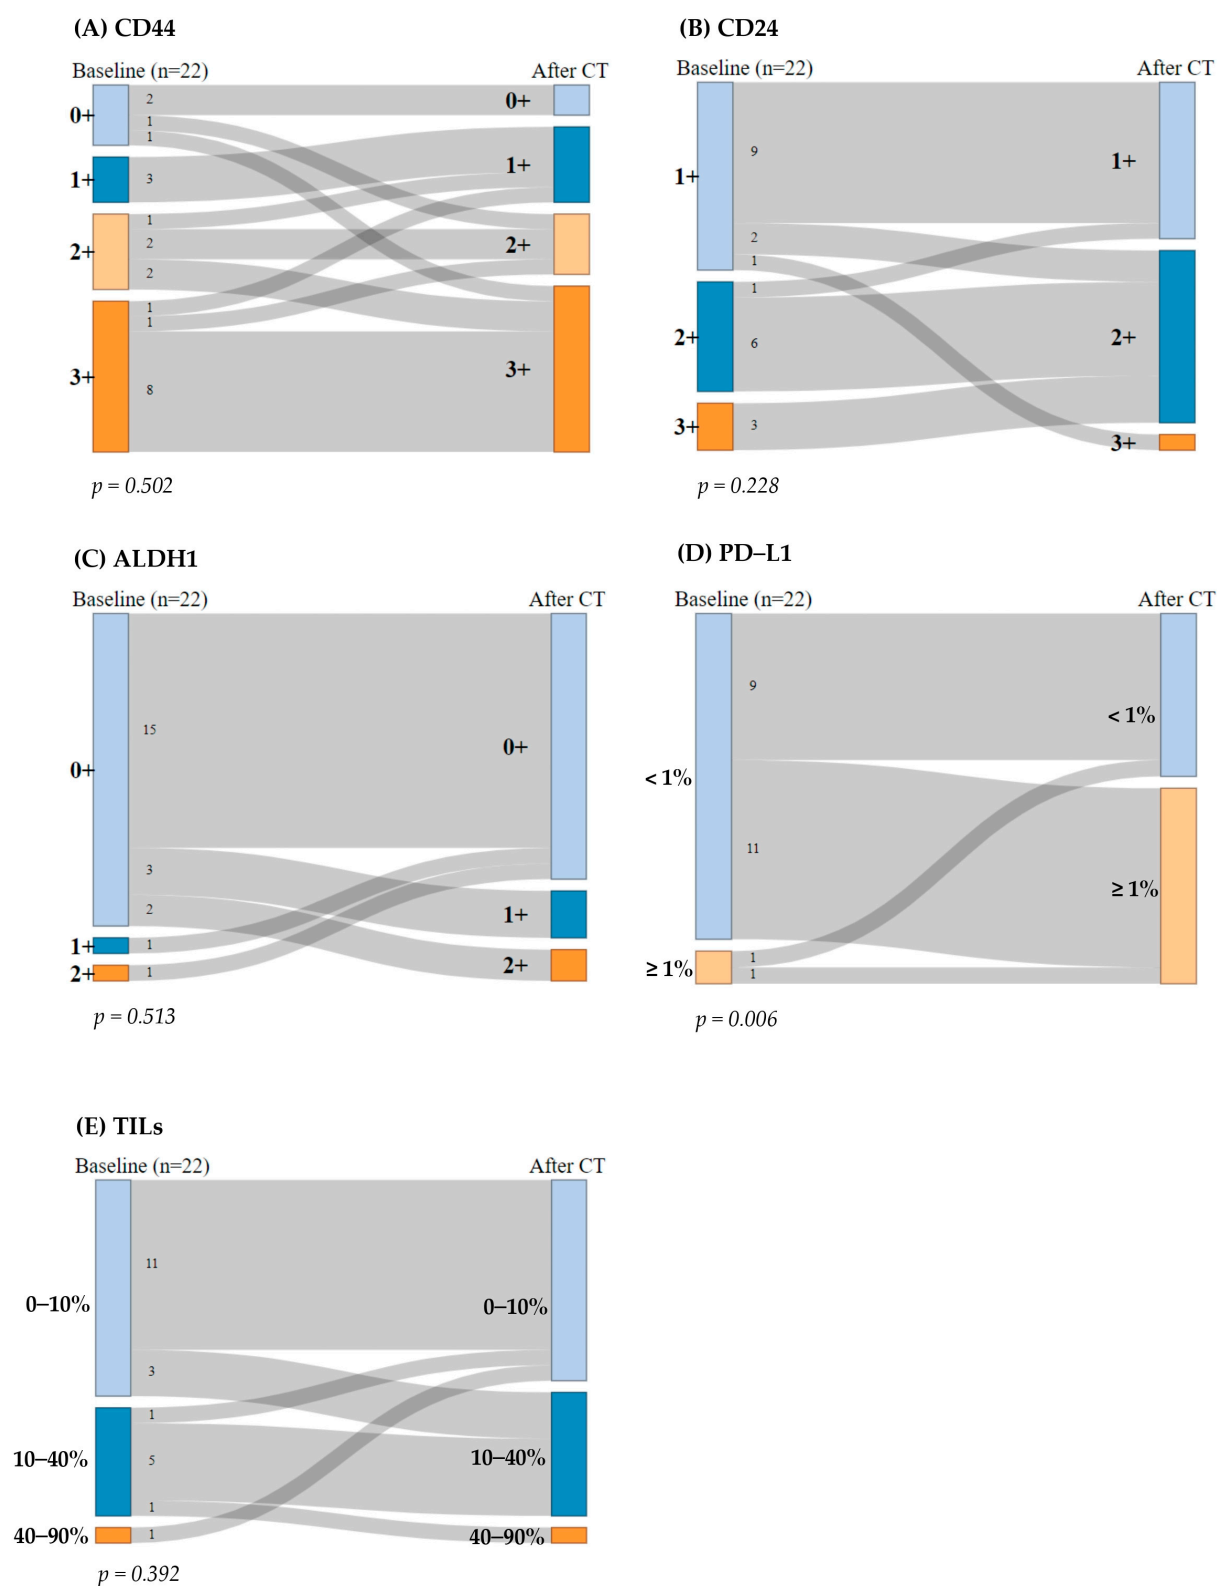 (A) CD44
Baseline (n=22) After CT
0+ 2 0+
1
1
1+ 3 1+
1
2+ 2 2+
2
1
1
3+ 8 3+
p = 0.502
(B) CD24
Baseline (n=22) After CT
9 1+
1+
2
1
1
2+ 6 2+
3+ 3 3+
p = 0.228
(C) ALDH1
Baseline (n=22) After CT
15 0+
0+
3
2 1+
1+ 1
2+ 1 2+
p = 0.513
(D) PD–L1
Baseline (n=22) After CT
9 < 1%
< 1%
11 ≥ 1%
≥ 1% 1
1
p = 0.006
(E) TILs
Baseline (n=22) After CT
11
0–10% 0–10%
3
1
10–40% 5 10–40%
1
40–90% 1 40–90%
p = 0.392